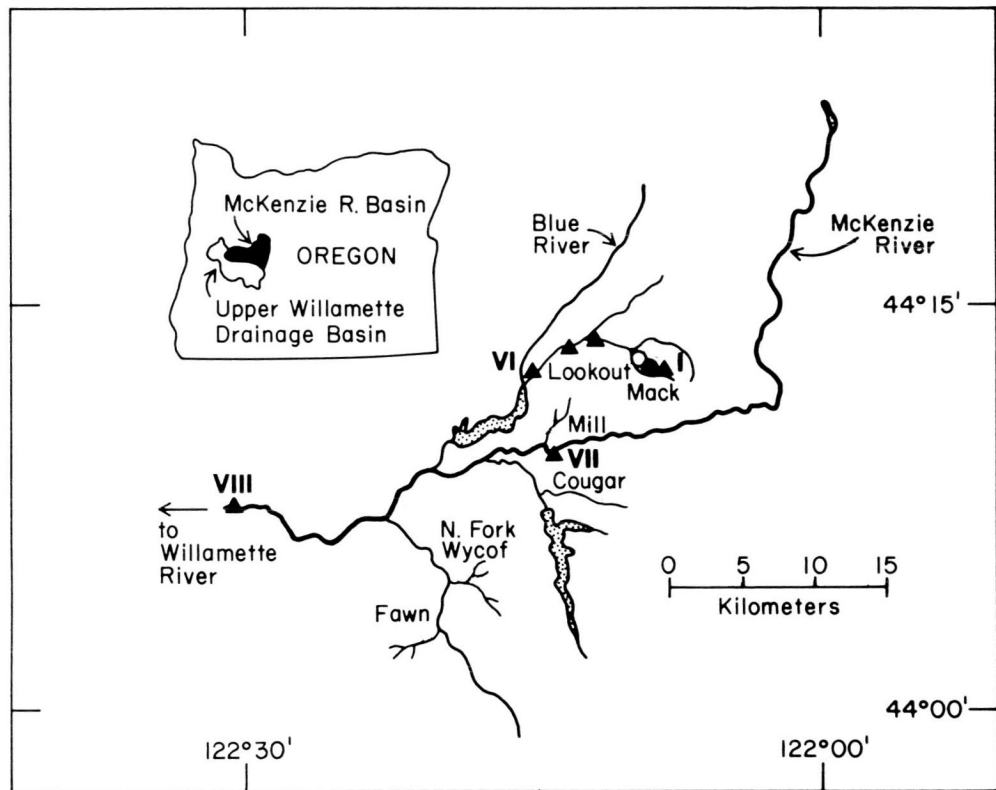 McKenzie R. Basin
OREGON
Upper Willamette
Drainage Basin
Blue
River
McKenzie
River
44°15'
VI
I
Lookout
Mack
Mill
VII
Cougar
VIII
to
Willamette
River
N. Fork
Wycof
Fawn
0 5 10 15
Kilometers
44°00'
122°30'
122°00'